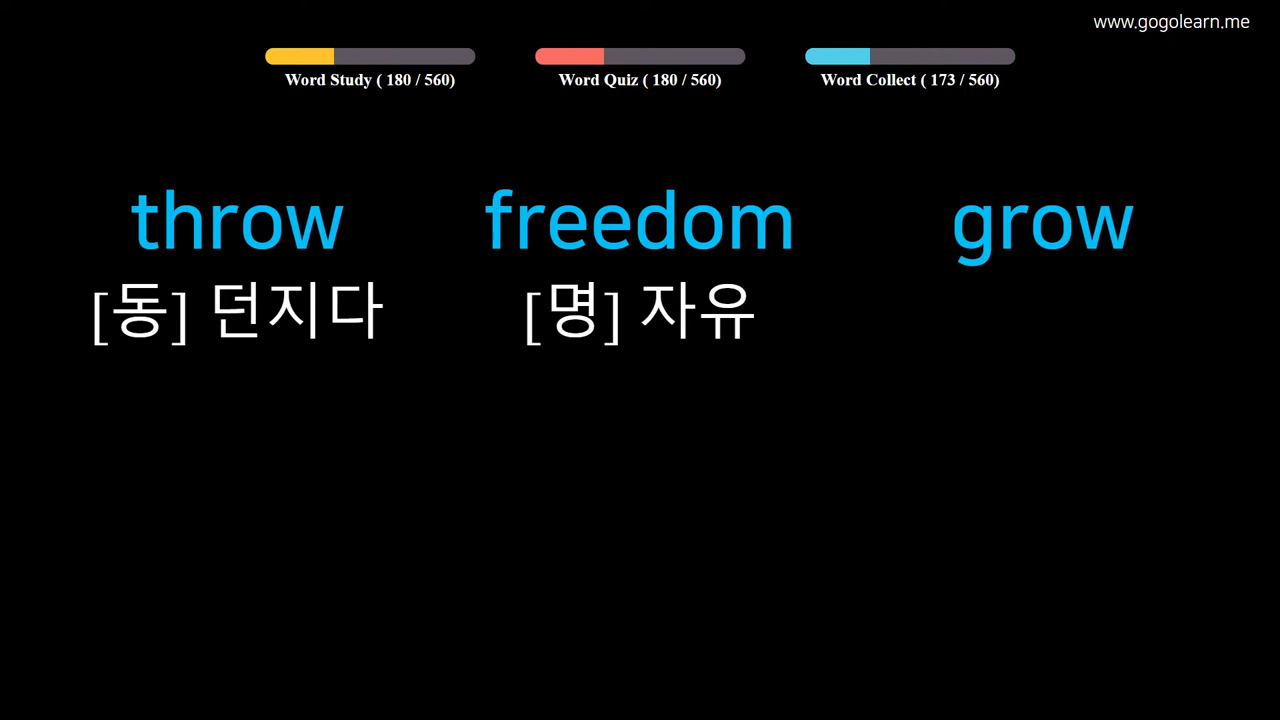 www.gogolearn.me
Word Study ( 180 / 560)
Word Quiz ( 180 / 560)
Word Collect ( 173 / 560)
throw
freedom
grow
[동] 던지다
[명] 자유